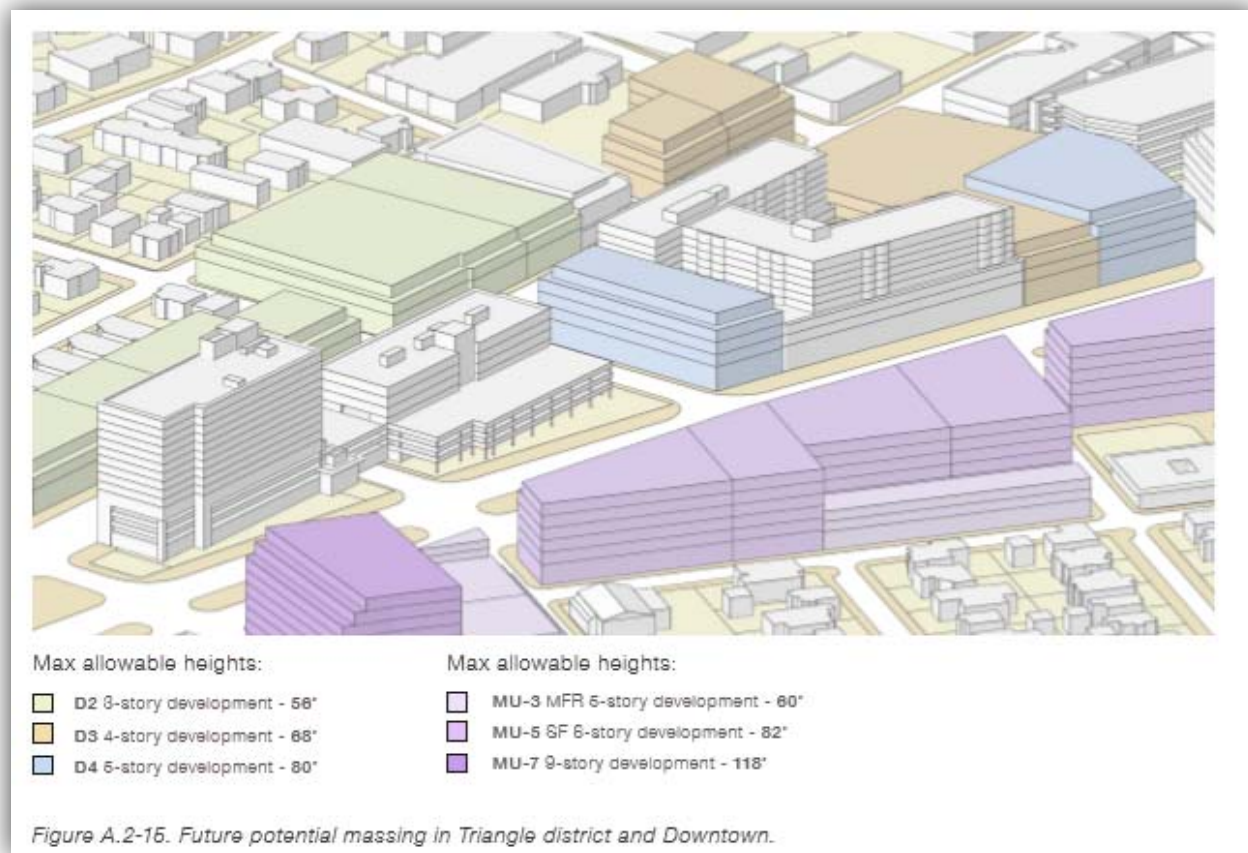 Max allowable heights:
D2 3-story development - 56'
D3 4-story development - 68'
D4 5-story development - 80'
Max allowable heights:
MU-3 MFR 5-story development - 60'
MU-5 SF 6-story development - 82'
MU-7 9-story development - 118'
Figure A.2-15. Future potential massing in Triangle district and Downtown.